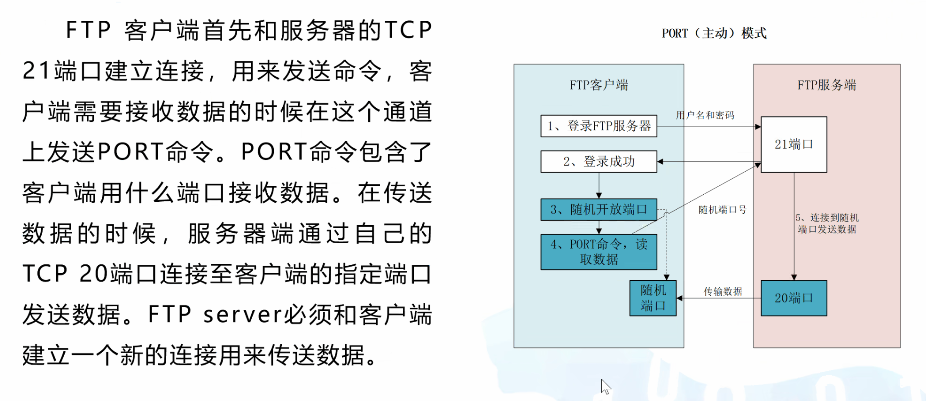 FTP 客户端首先和服务器的TCP
21端口建立连接，用来发送命令，客
户端需要接收数据的时候在这个通道
上发送PORT命令。PORT命令包含了
客户端用什么端口接收数据。在传送
数据的时候，服务器端通过自己的
TCP 20端口连接至客户端的指定端口
发送数据。FTP server必须和客户端
建立一个新的连接用来传送数据。
PORT（主动）模式
FTP客户端
FTP服务端
1、登录FTP服务器
用户名和密码
21端口
2、登录成功
3、随机开放端口
随机端口号
5、连接到随机
端口发送数据
4、PORT命令，读
取数据
随机
端口
传输数据
20端口